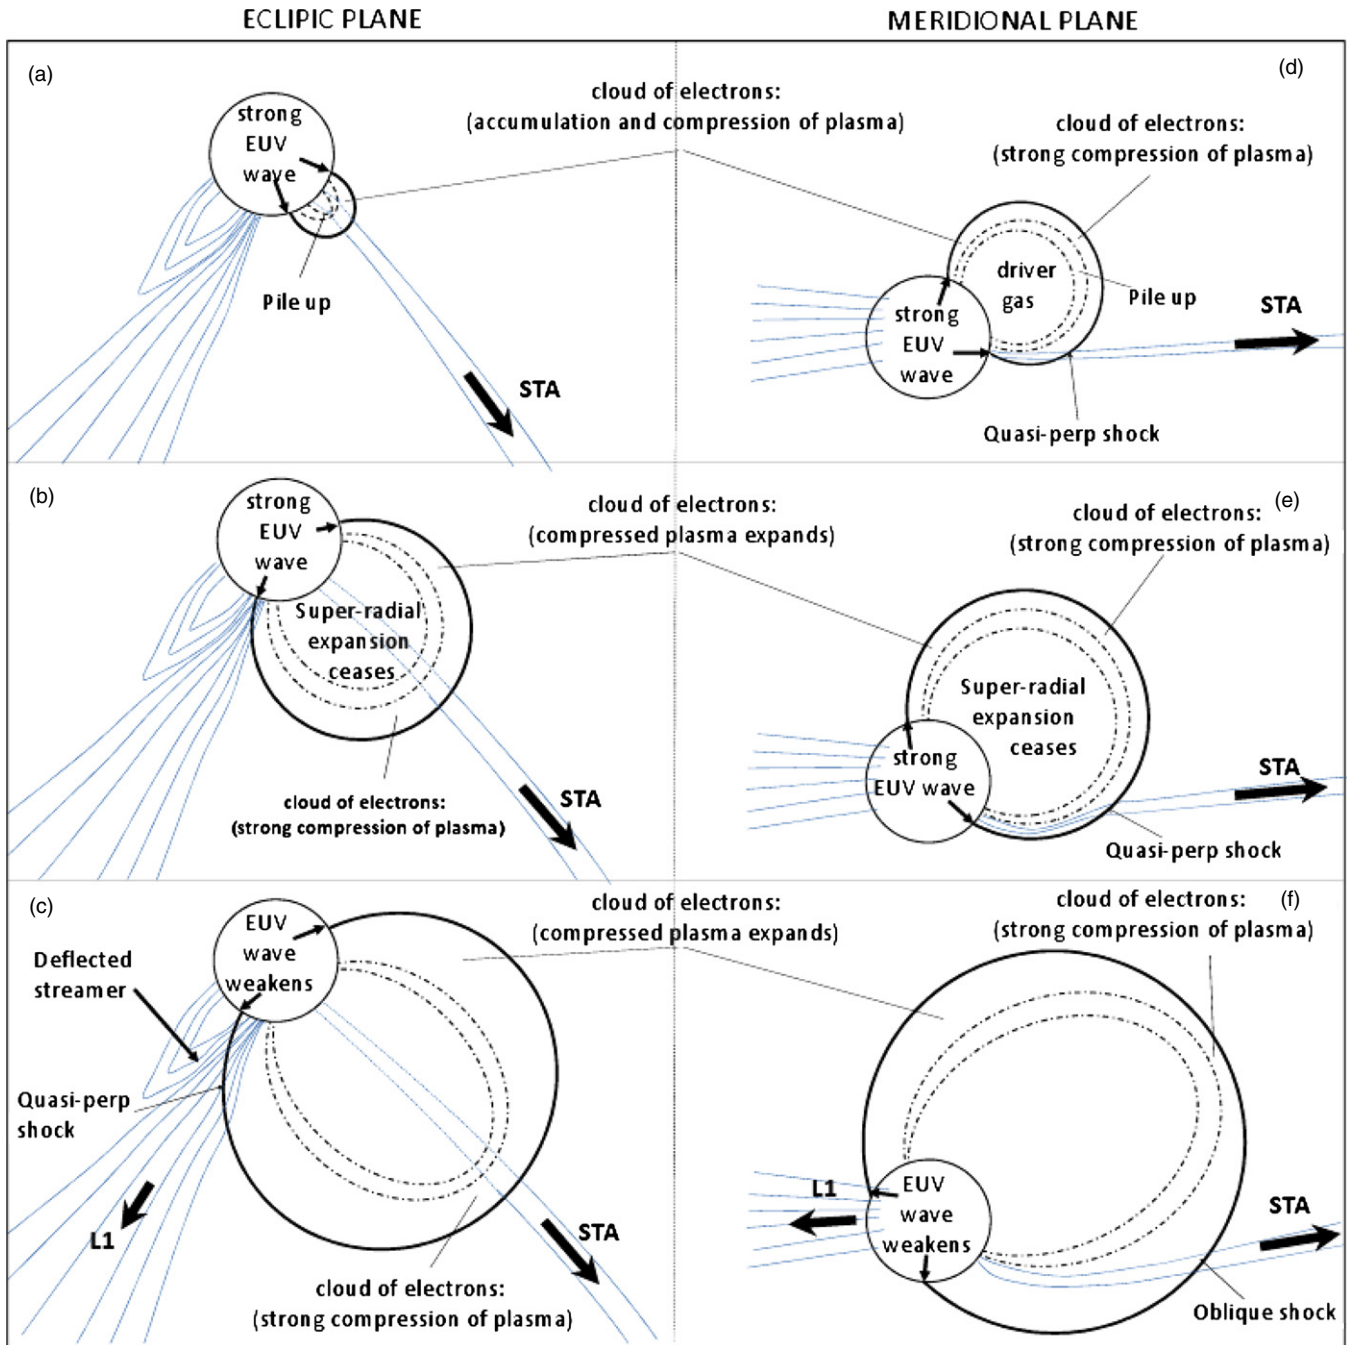 ECLIPIC PLANE
MERIDIONAL PLANE
(a)
strong
EUV
wave
Pile up
STA
cloud of electrons:
(accumulation and compression of plasma)
(d)
cloud of electrons:
(strong compression of plasma)
driver
gas
Pile up
strong
EUV
wave
STA
Quasi-perp shock
(b)
strong
EUV
wave
Super-radial
expansion
ceases
cloud of electrons:
(strong compression of plasma)
STA
cloud of electrons:
(compressed plasma expands)
(e)
cloud of electrons:
(strong compression of plasma)
Super-radial
expansion
ceases
strong
EUV wave
STA
Quasi-perp shock
(c)
EUV
wave
weakens
Deflected
streamer
Quasi-perp
shock
L1
STA
cloud of electrons:
(strong compression of plasma)
cloud of electrons:
(compressed plasma expands)
(f)
cloud of electrons:
(strong compression of plasma)
L1
EUV
wave
weakens
STA
Oblique shock